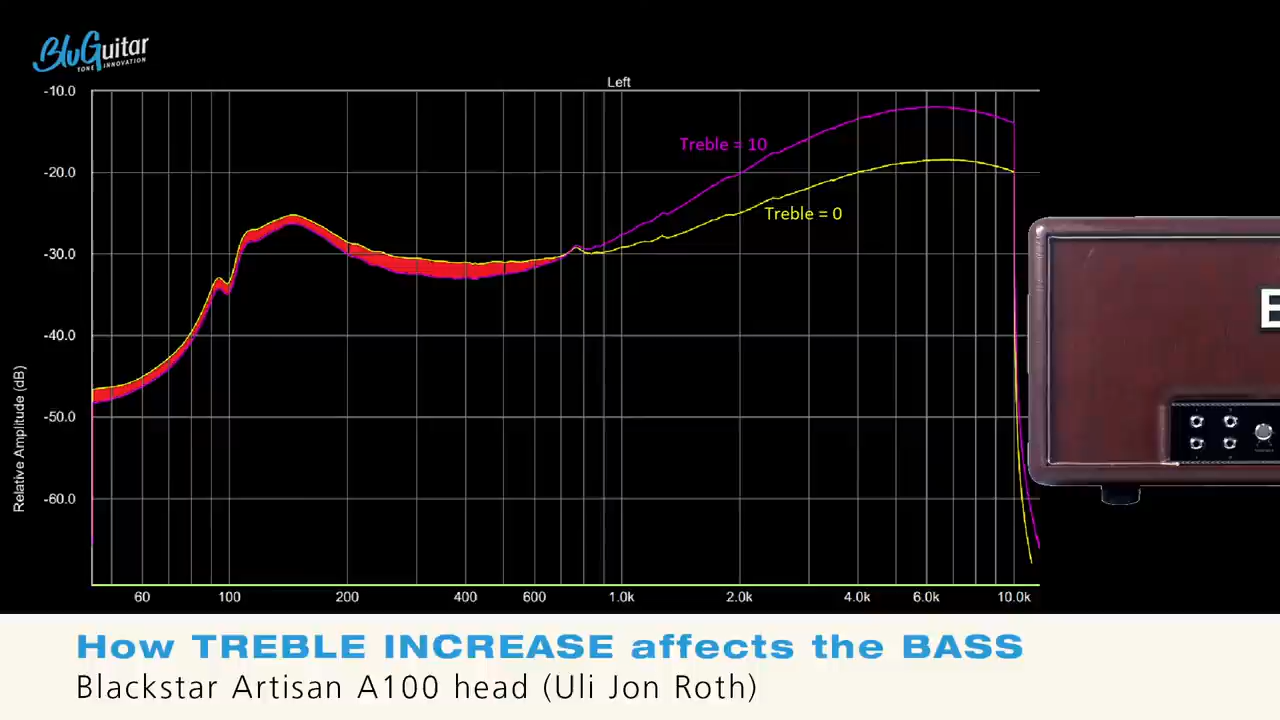 BluGuitar
TONE INNOVATION
Left
-10.0
-20.0
-30.0
-40.0
-50.0
-60.0
Relative Amplitude (dB)
Treble = 10
Treble = 0
60 100 200 400 600 1.0k 2.0k 4.0k 6.0k 10.0k
How TREBLE INCREASE affects the BASS
Blackstar Artisan A100 head (Uli Jon Roth)